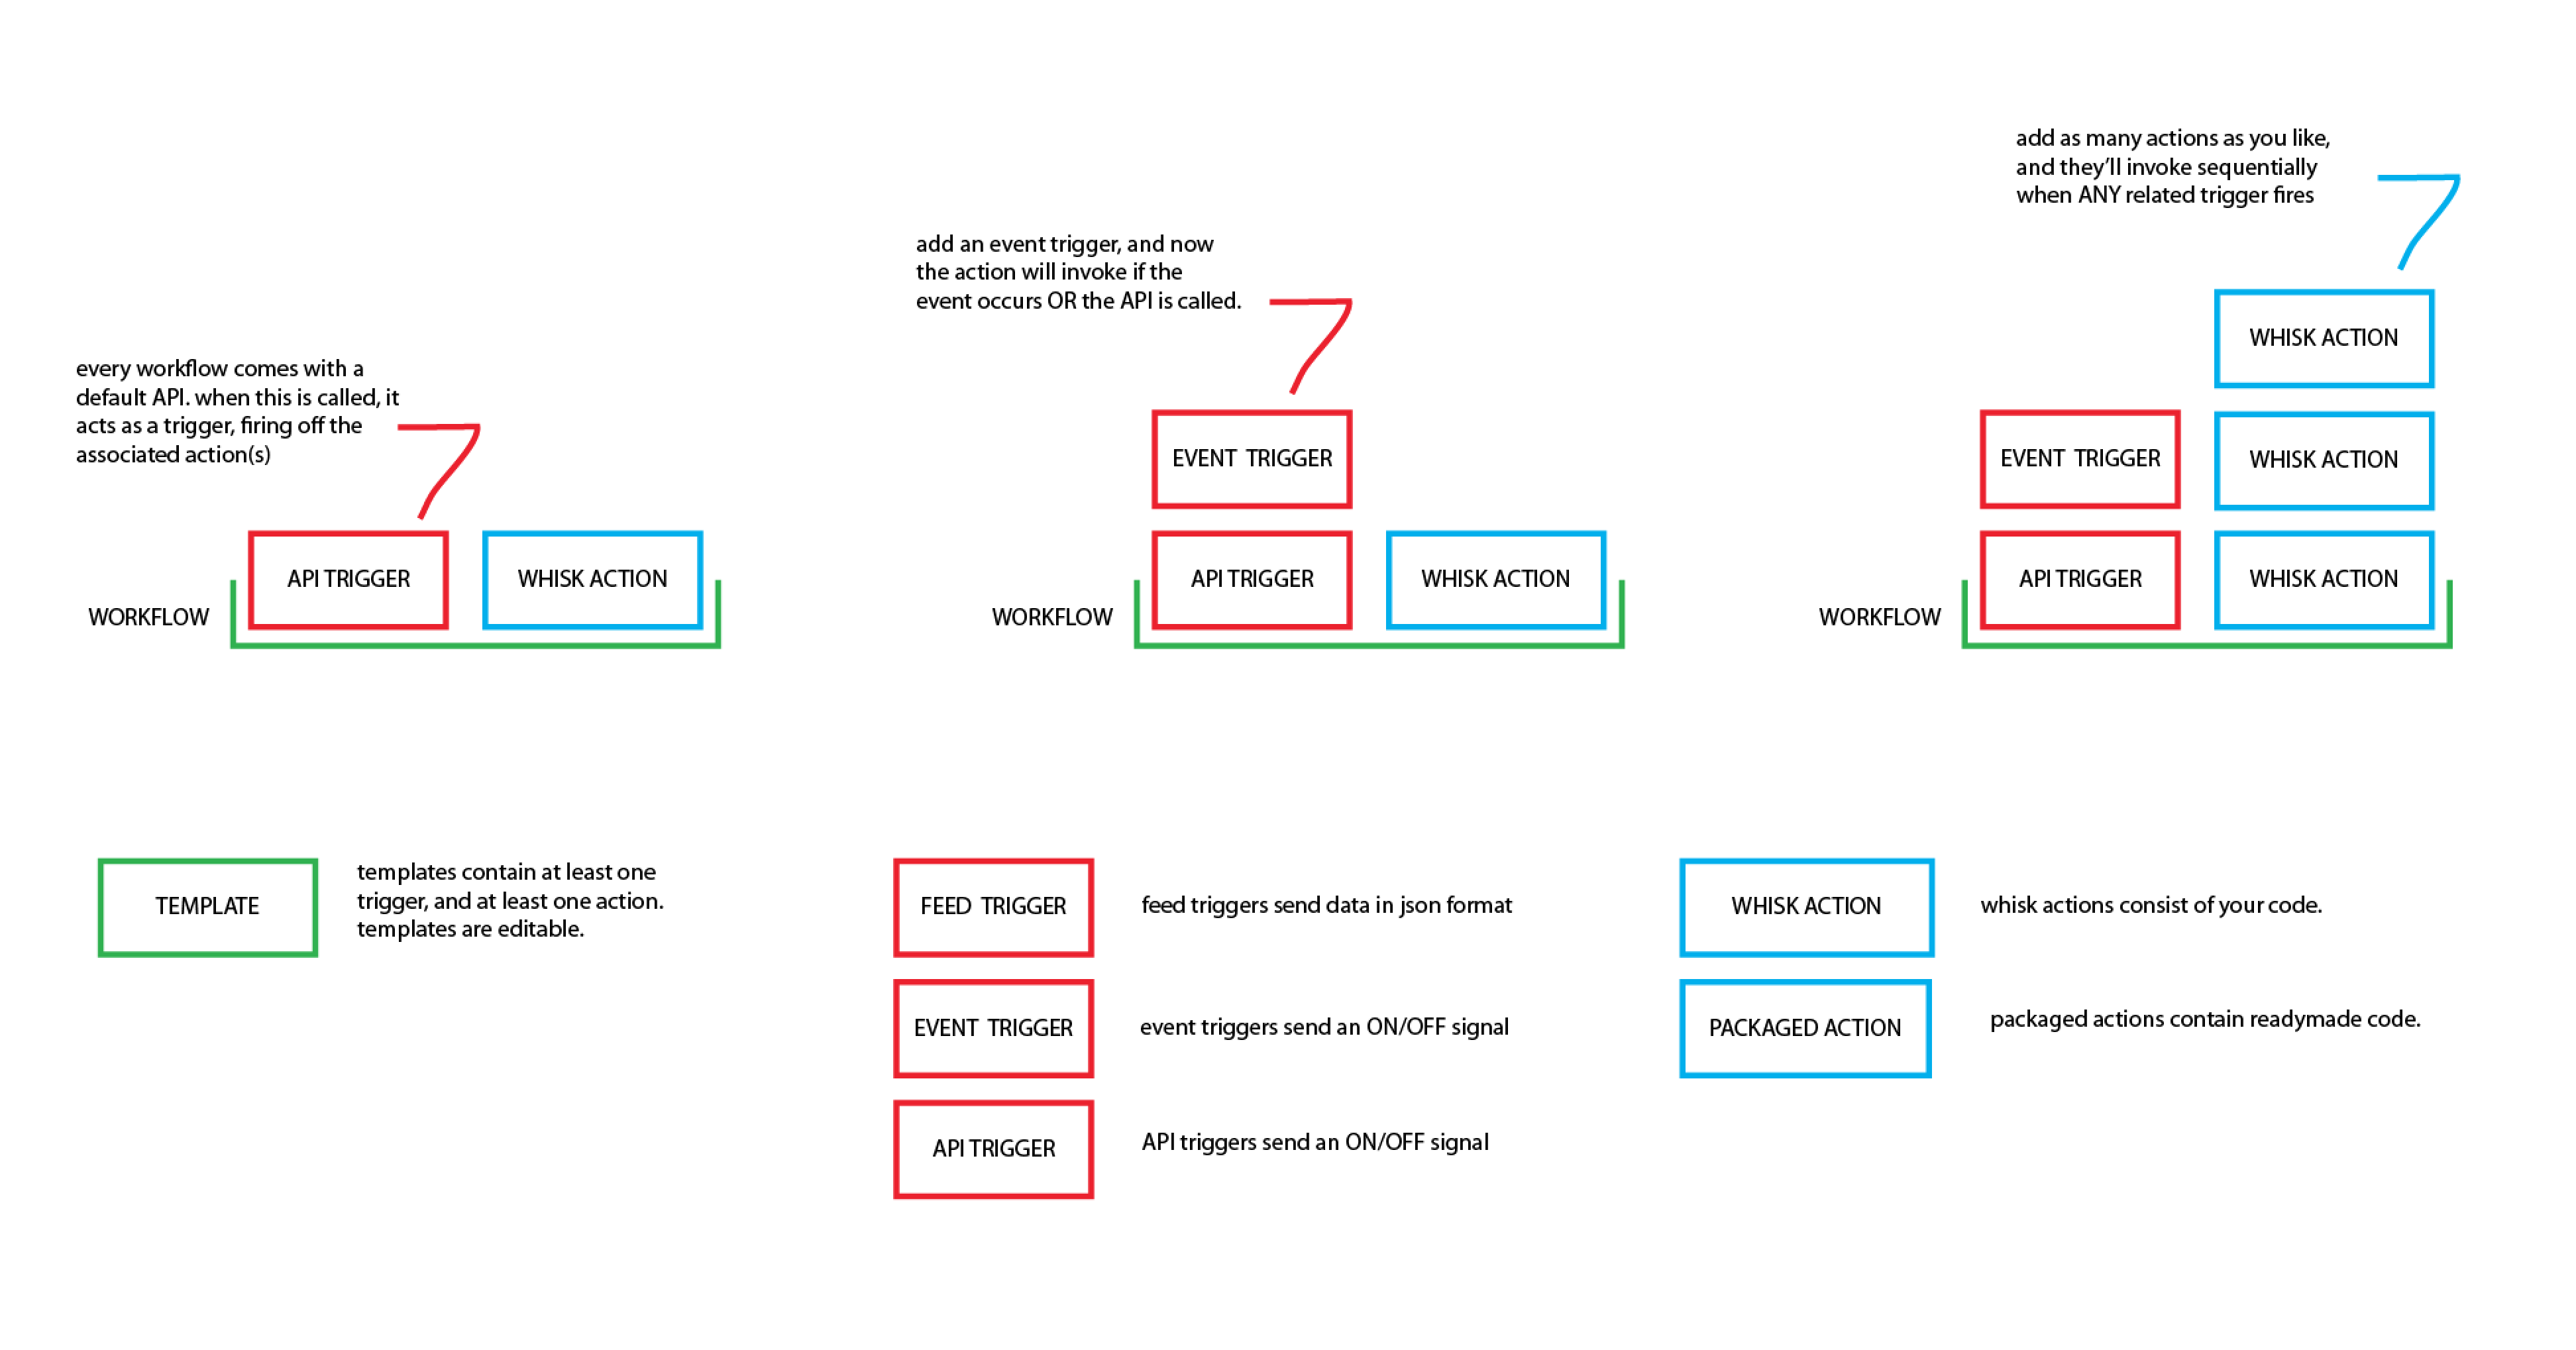 every workflow comes with a
default API. when this is called, it
acts as a trigger, firing off the
associated action(s)
API TRIGGER
WHISK ACTION
WORKFLOW
add an event trigger, and now
the action will invoke if the
event occurs OR the API is called.
EVENT TRIGGER
API TRIGGER
WHISK ACTION
WORKFLOW
add as many actions as you like,
and they'll invoke sequentially
when ANY related trigger fires
WHISK ACTION
EVENT TRIGGER
WHISK ACTION
API TRIGGER
WHISK ACTION
WORKFLOW
TEMPLATE
templates contain at least one
trigger, and at least one action.
templates are editable.
FEED TRIGGER
feed triggers send data in json format
EVENT TRIGGER
event triggers send an ON/OFF signal
API TRIGGER
API triggers send an ON/OFF signal
WHISK ACTION
whisk actions consist of your code.
PACKAGED ACTION
packaged actions contain readymade code.